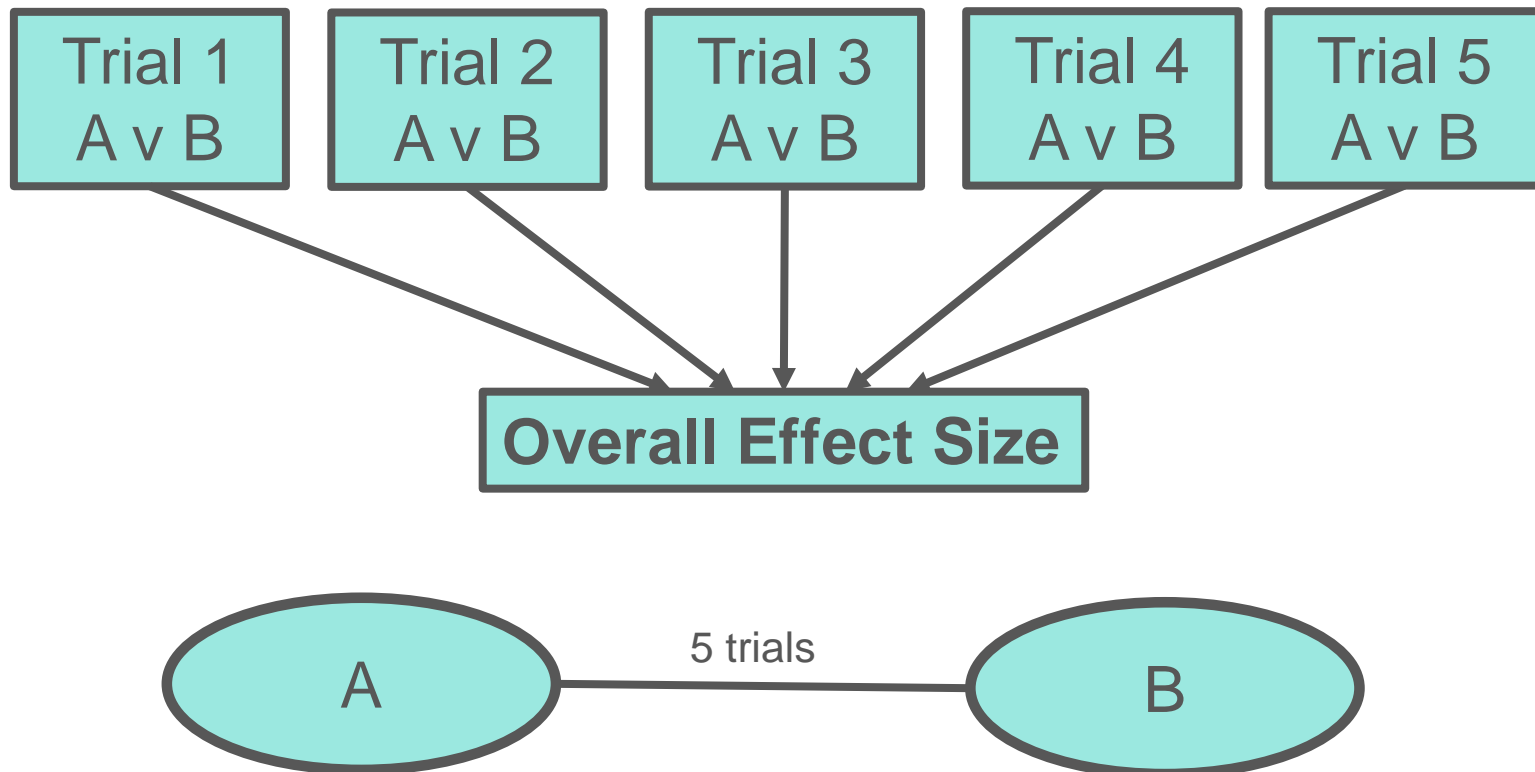 Trial 1
A v B
Trial 2
A v B
Trial 3
A v B
Trial 4
A v B
Trial 5
A v B
Overall Effect Size
A
5 trials
B